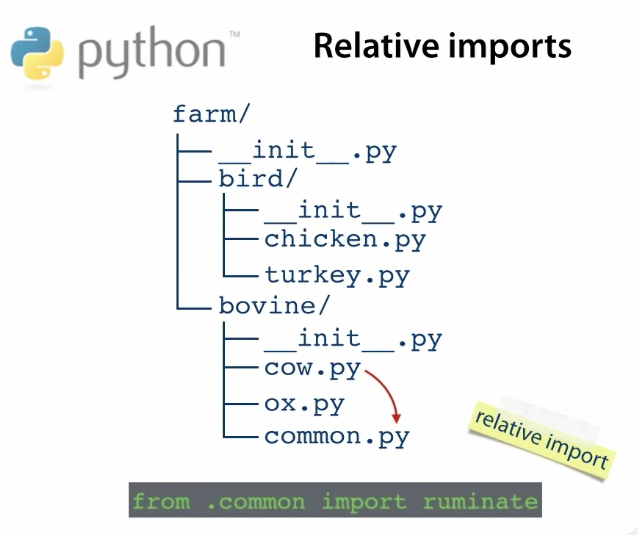 python™
Relative imports
farm/
__init__.py
bird/
__init__.py
chicken.py
turkey.py
bovine/
__init__.py
cow.py
ox.py
common.py
relative import
from .common import ruminate